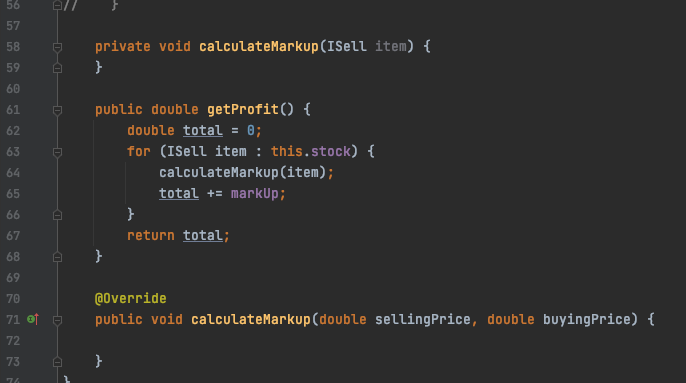 56 //    }
57
58 private void calculateMarkup(ISell item) {
59 }
60
61 public double getProfit() {
62 double total = 0;
63 for (ISell item : this.stock) {
64 calculateMarkup(item);
65 total += markUp;
66 }
67 return total;
68 }
69
70 @Override
71 public void calculateMarkup(double sellingPrice, double buyingPrice) {
72
73 }
74 }